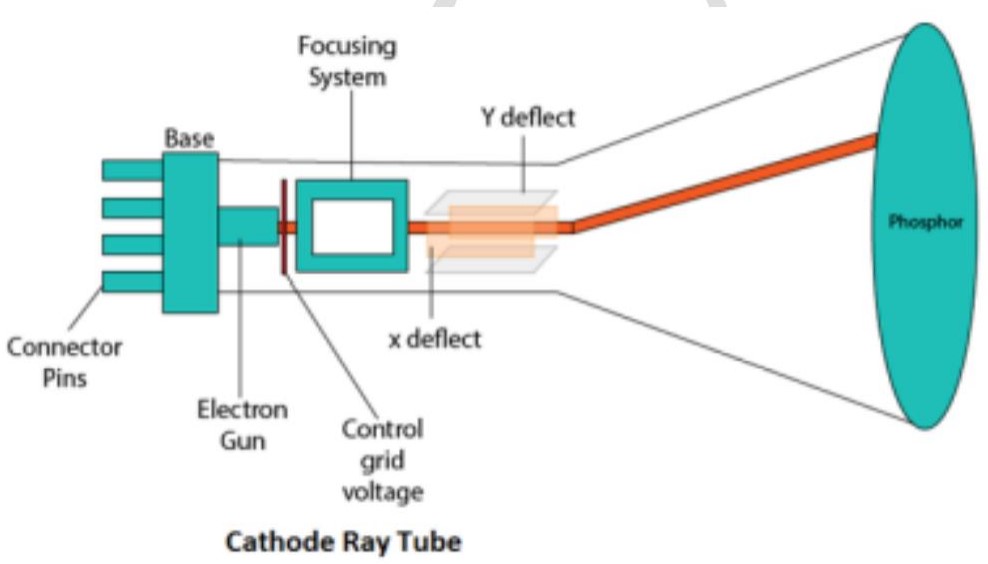 Focusing
System
Y deflect
Base
Phosphor
x deflect
Connector
Pins
Electron
Gun
Control
grid
voltage
Cathode Ray Tube